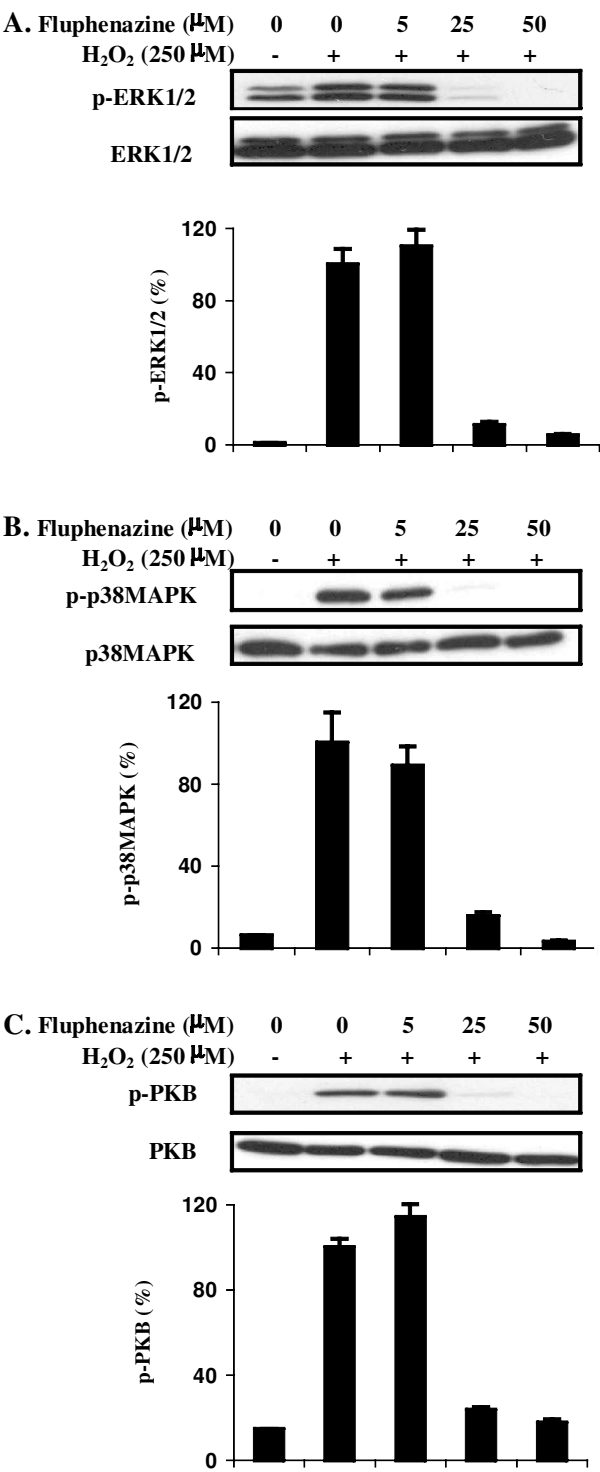 A. Fluphenazine (μM) 0 0 5 25 50
H₂O₂ (250 μM) - + + + +
p-ERK1/2
ERK1/2
120
80
40
0
p-ERK1/2 (%)
B. Fluphenazine (μM) 0 0 5 25 50
H₂O₂ (250 μM) - + + + +
p-p38MAPK
p38MAPK
120
80
40
0
p-p38MAPK (%)
C. Fluphenazine (μM) 0 0 5 25 50
H₂O₂ (250 μM) - + + + +
p-PKB
PKB
120
80
40
0
p-PKB (%)